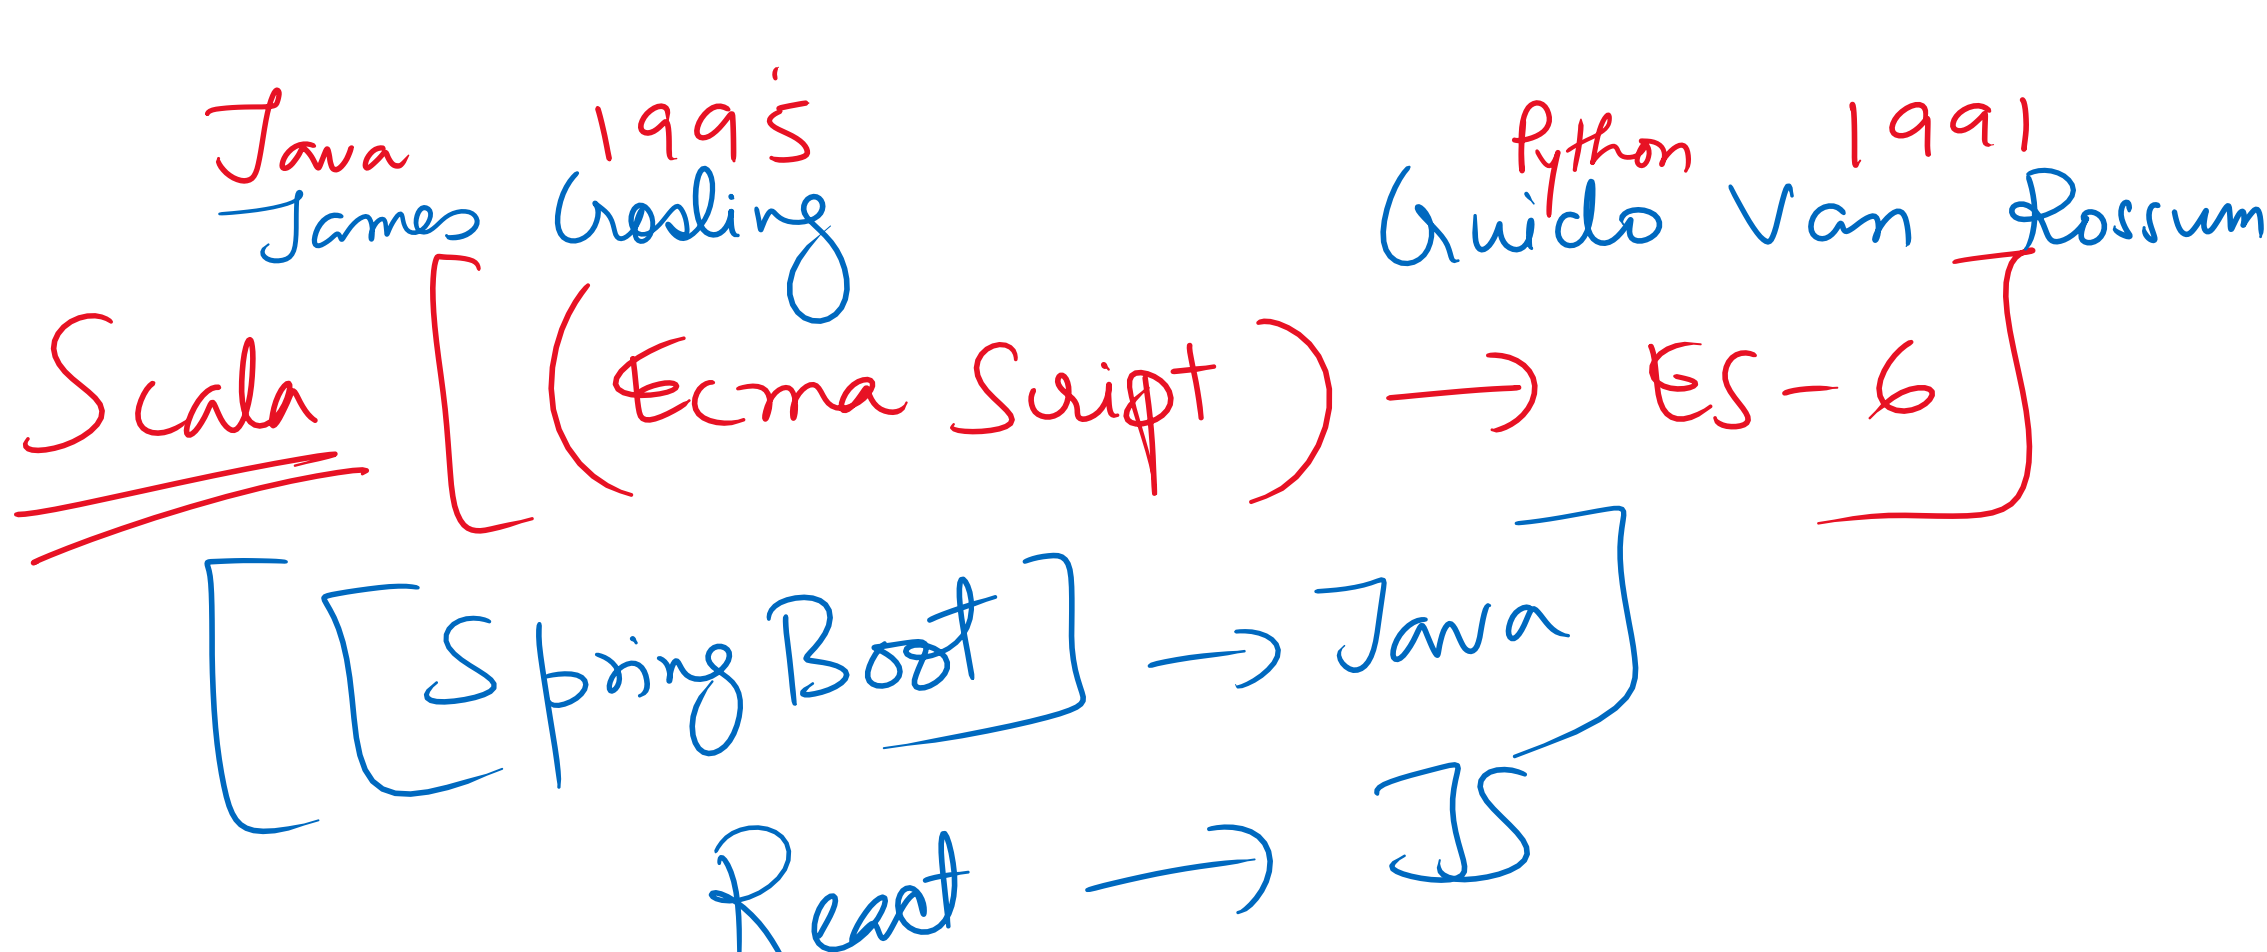 Java 1995 Python 1991
James Gosling Guido Van Rossum
Scala [ (Ecma Script) → ES-6 ]
[ [Spring Boot] → Java ]
React → JS